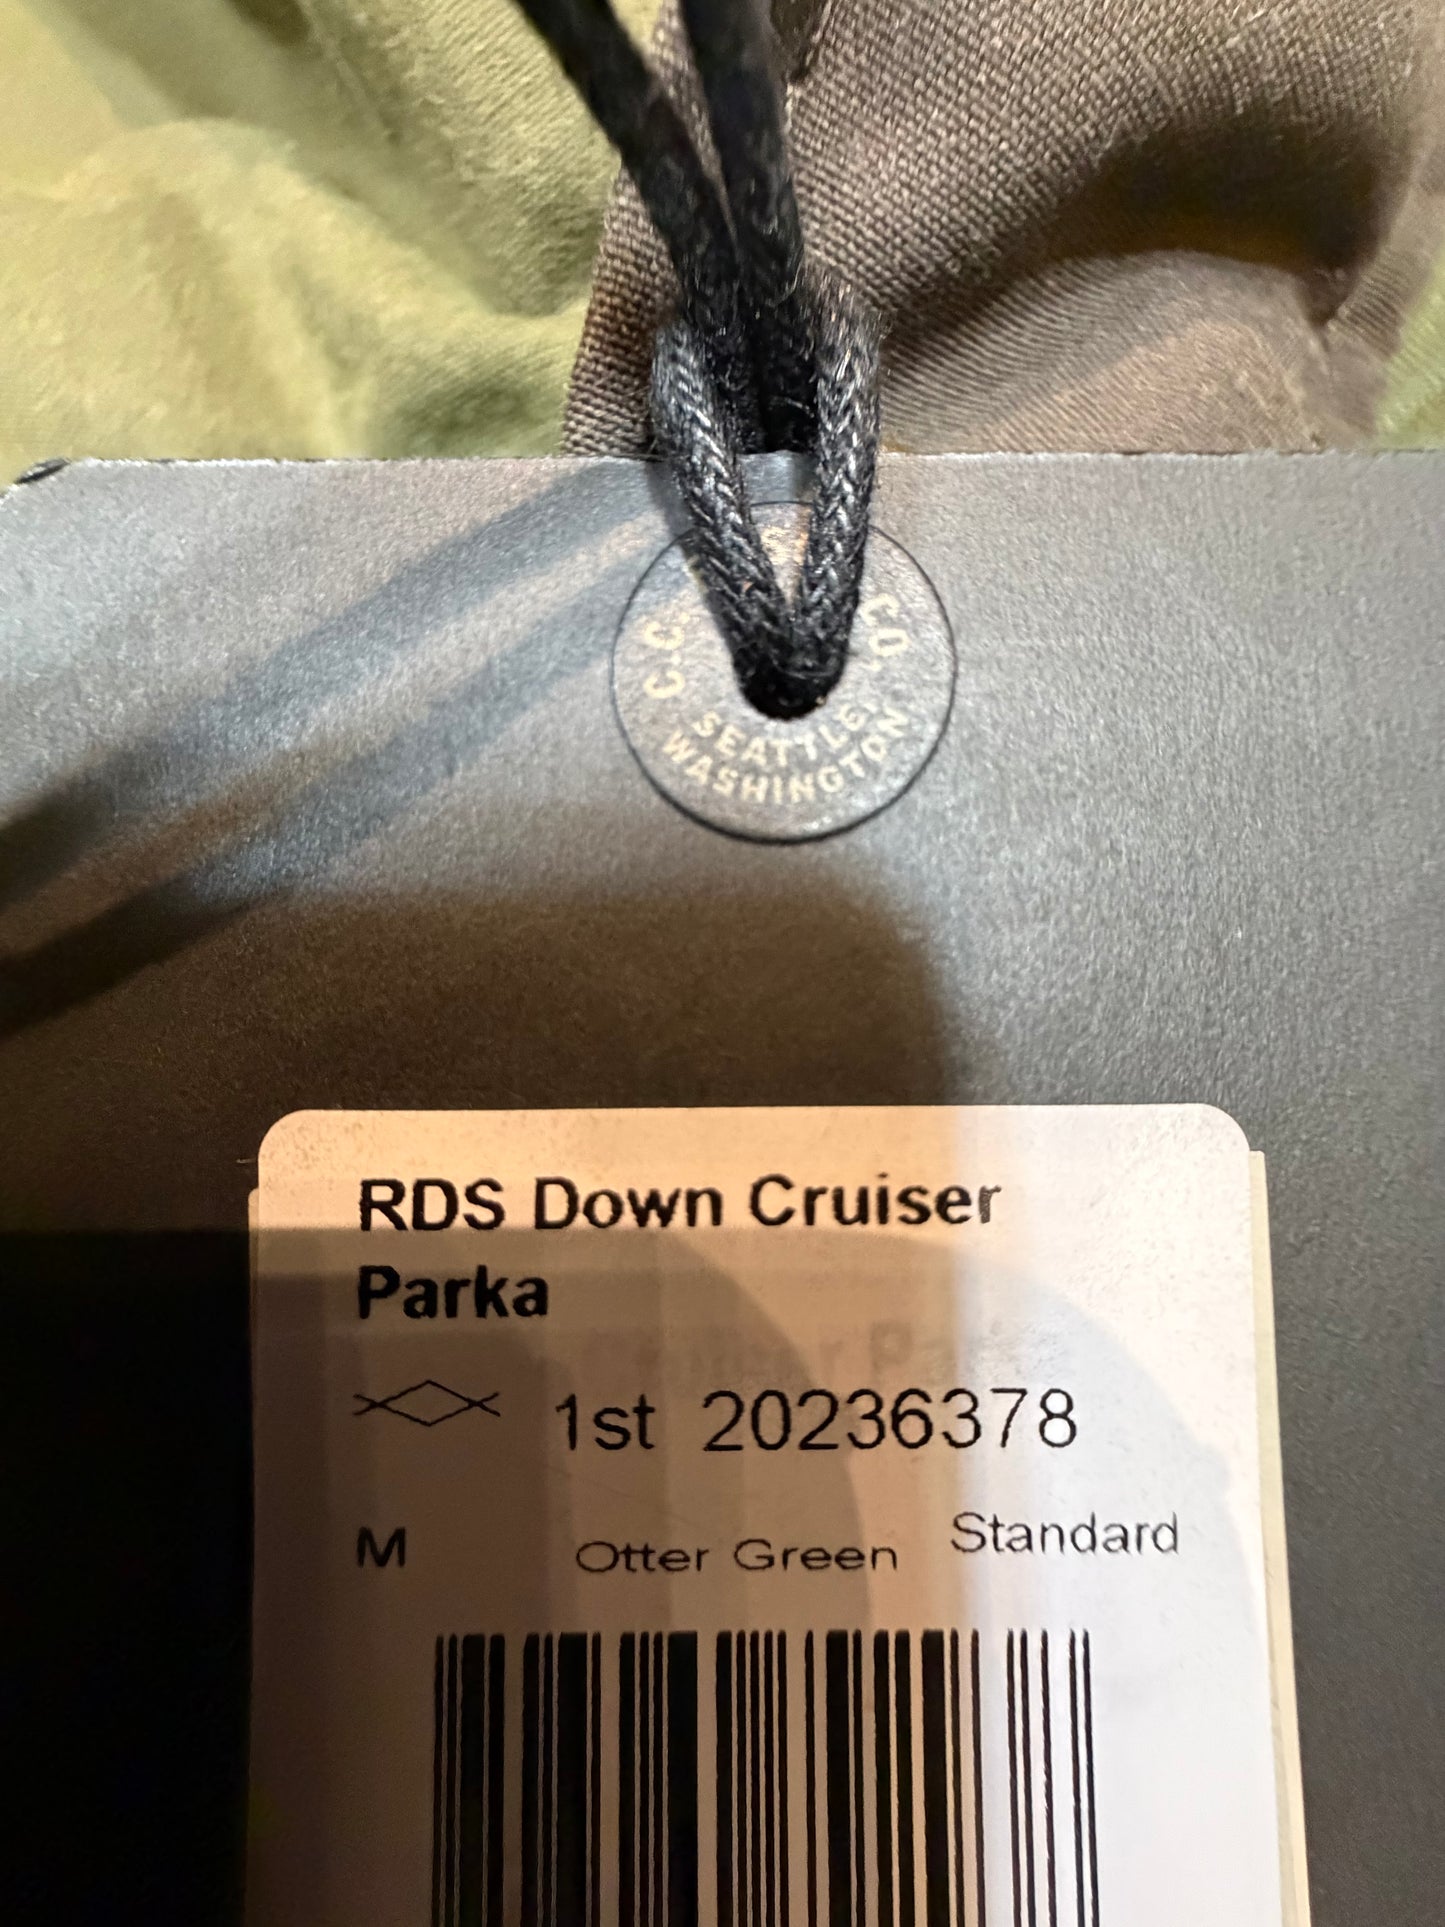 C.C. CO.
SEATTLE,
WASHINGTON
RDS Down Cruiser
Parka
1st 20236378
M Otter Green Standard